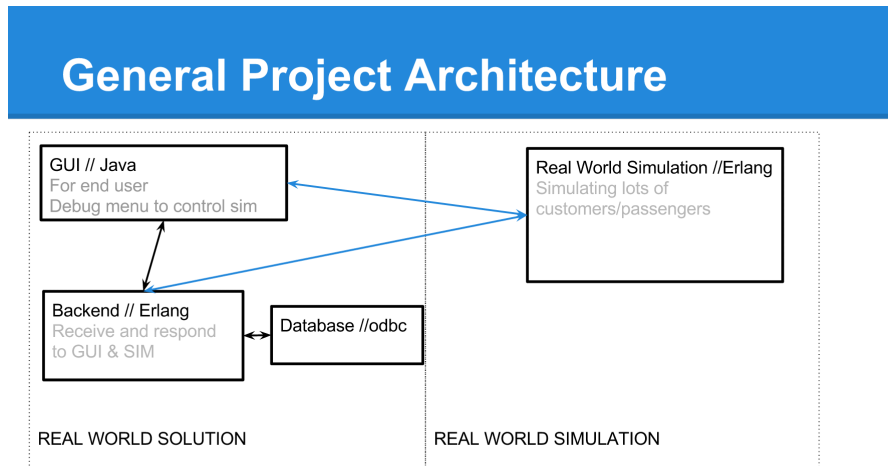 General Project Architecture
GUI // Java
For end user
Debug menu to control sim
Real World Simulation //Erlang
Simulating lots of
customers/passengers
Backend // Erlang
Receive and respond
to GUI & SIM
Database //odbc
REAL WORLD SOLUTION
REAL WORLD SIMULATION